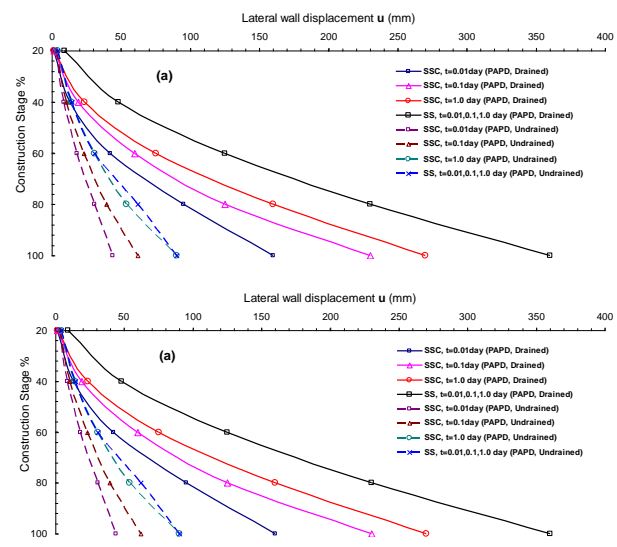 Lateral wall displacement u (mm)
0 50 100 150 200 250 300 350 400
Construction Stage %
20
40
60
80
100
(a)
SSC, t=0.01day (PAPD, Drained)
SSC, t=0.1day (PAPD, Drained)
SSC, t=1.0 day (PAPD, Drained)
SS, t=0.01,0.1,1.0 day (PAPD, Drained)
SSC, t=0.01day (PAPD, Undrained)
SSC, t=0.1day (PAPD, Undrained)
SSC, t=1.0 day (PAPD, Undrained)
SS, t=0.01,0.1,1.0 day (PAPD, Undrained)
Lateral wall displacement u (mm)
0 50 100 150 200 250 300 350 400
Construction Stage %
20
40
60
80
100
(a)
SSC, t=0.01day (PAPD, Drained)
SSC, t=0.1day (PAPD, Drained)
SSC, t=1.0 day (PAPD, Drained)
SS, t=0.01,0.1,1.0 day (PAPD, Drained)
SSC, t=0.01day (PAPD, Undrained)
SSC, t=0.1day (PAPD, Undrained)
SSC, t=1.0 day (PAPD, Undrained)
SS, t=0.01,0.1,1.0 day (PAPD, Undrained)